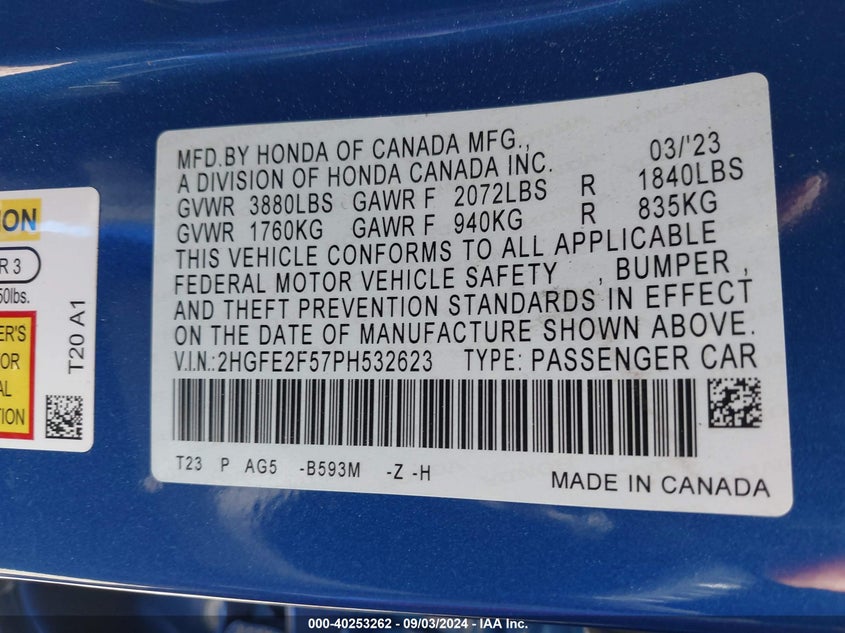 MFD.BY HONDA OF CANADA MFG., 03/'23
A DIVISION OF HONDA CANADA INC.
GVWR 3880LBS GAWR F 2072LBS R 1840LBS
GVWR 1760KG GAWR F 940KG R 835KG
THIS VEHICLE CONFORMS TO ALL APPLICABLE
FEDERAL MOTOR VEHICLE SAFETY , BUMPER ,
AND THEFT PREVENTION STANDARDS IN EFFECT
ON THE DATE OF MANUFACTURE SHOWN ABOVE.
V.I.N.: 2HGFE2F57PH532623 TYPE: PASSENGER CAR
T23 P AG5 -B593M -Z -H
MADE IN CANADA
R 3
T20 A1
000-40253262 - 09/03/2024 - IAA Inc.